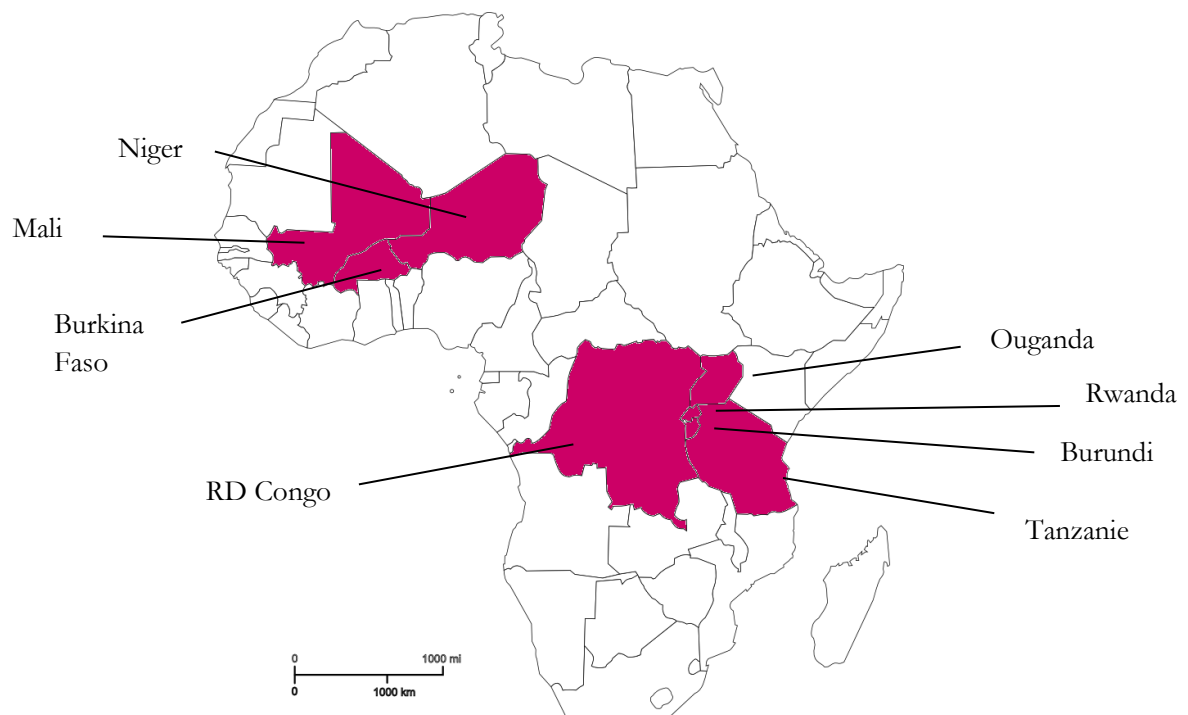 Niger
Mali
Burkina
Faso
Ouganda
Rwanda
Burundi
RD Congo
Tanzanie
0 1000 mi
0 1000 km